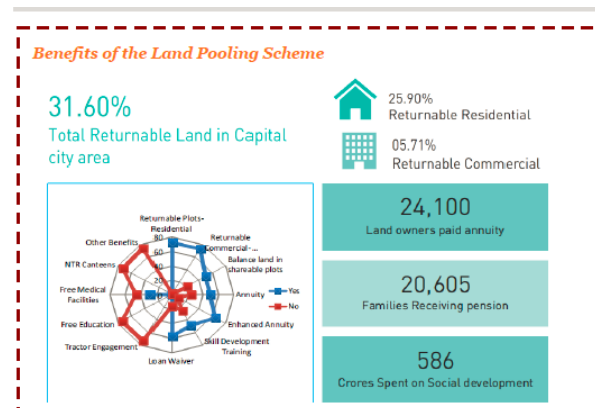 Benefits of the Land Pooling Scheme
31.60%
Total Returnable Land in Capital
city area
25.90%
Returnable Residential
05.71%
Returnable Commercial
Returnable Plots-
Residential
Returnable
Commercial-...
Balance land in
shareable plots
Annuity
Enhanced Annuity
Skill Development
Training
Loan Waiver
Tractor Engagement
Free Education
Free Medical
Facilities
NTR Canteens
Other Benefits
80
60
40
20
0
Yes
No
24,100
Land owners paid annuity
20,605
Families Receiving pension
586
Crores Spent on Social development